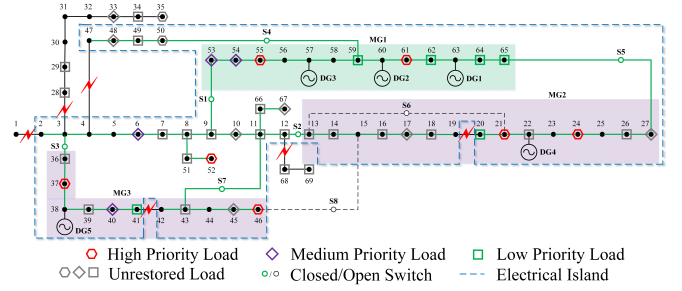 31 32 33 34 35
47 48 49 50 S4
MG1
30
53 54 55 56 57 58 59 60 61 62 63 64 65 S5
29
DG3 DG2 DG1
28
S1
66 67
MG2
S6
1 2 3 4 5 6 7 8 9 10 11 S2 13 14 15 16 17 18 19 20 21 22 23 24 25 26 27
12
S3
DG4
36
51 52
68 69
37
S7
MG3
38 39 40 41 42 43 44 45 46 S8
DG5
High Priority Load Medium Priority Load Low Priority Load
Unrestored Load Closed/Open Switch Electrical Island